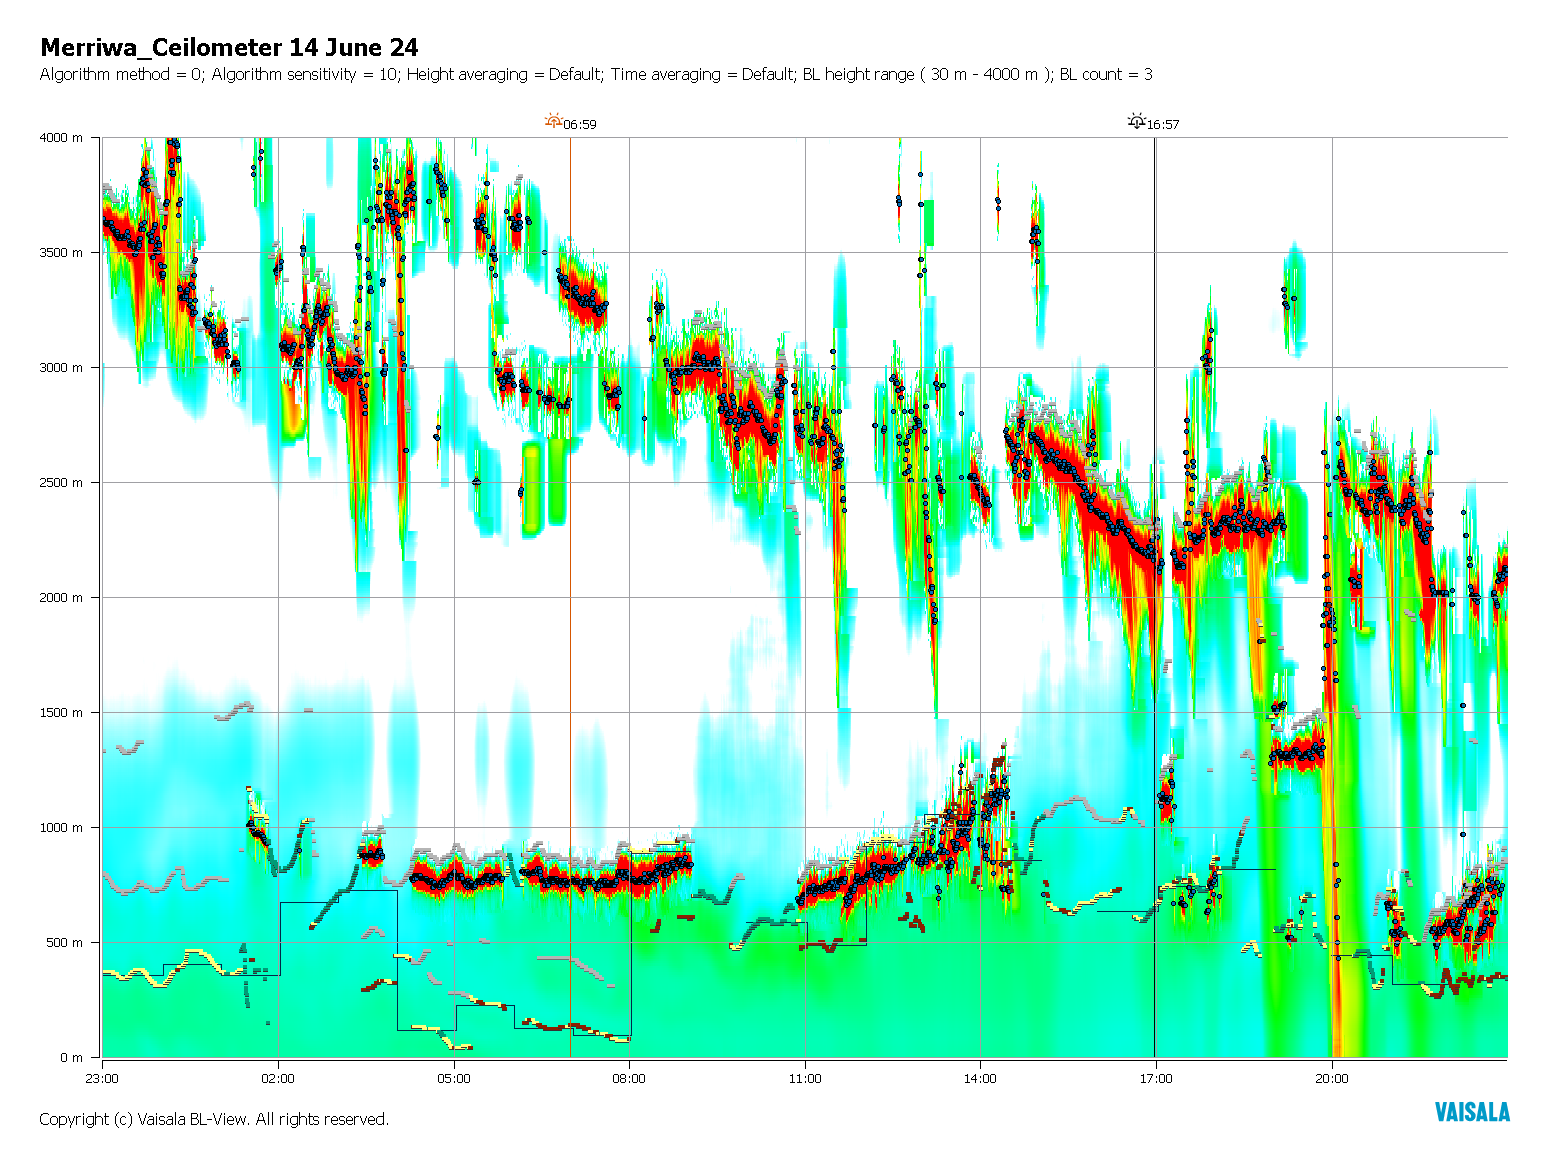 Merriwa_Ceilometer 14 June 24
Algorithm method = 0; Algorithm sensitivity = 10; Height averaging = Default; Time averaging = Default; BL height range ( 30 m - 4000 m ); BL count = 3
06:59
16:57
4000 m
3500 m
3000 m
2500 m
2000 m
1500 m
1000 m
500 m
0 m
23:00 02:00 05:00 08:00 11:00 14:00 17:00 20:00
Copyright (c) Vaisala BL-View. All rights reserved.
VAISALA